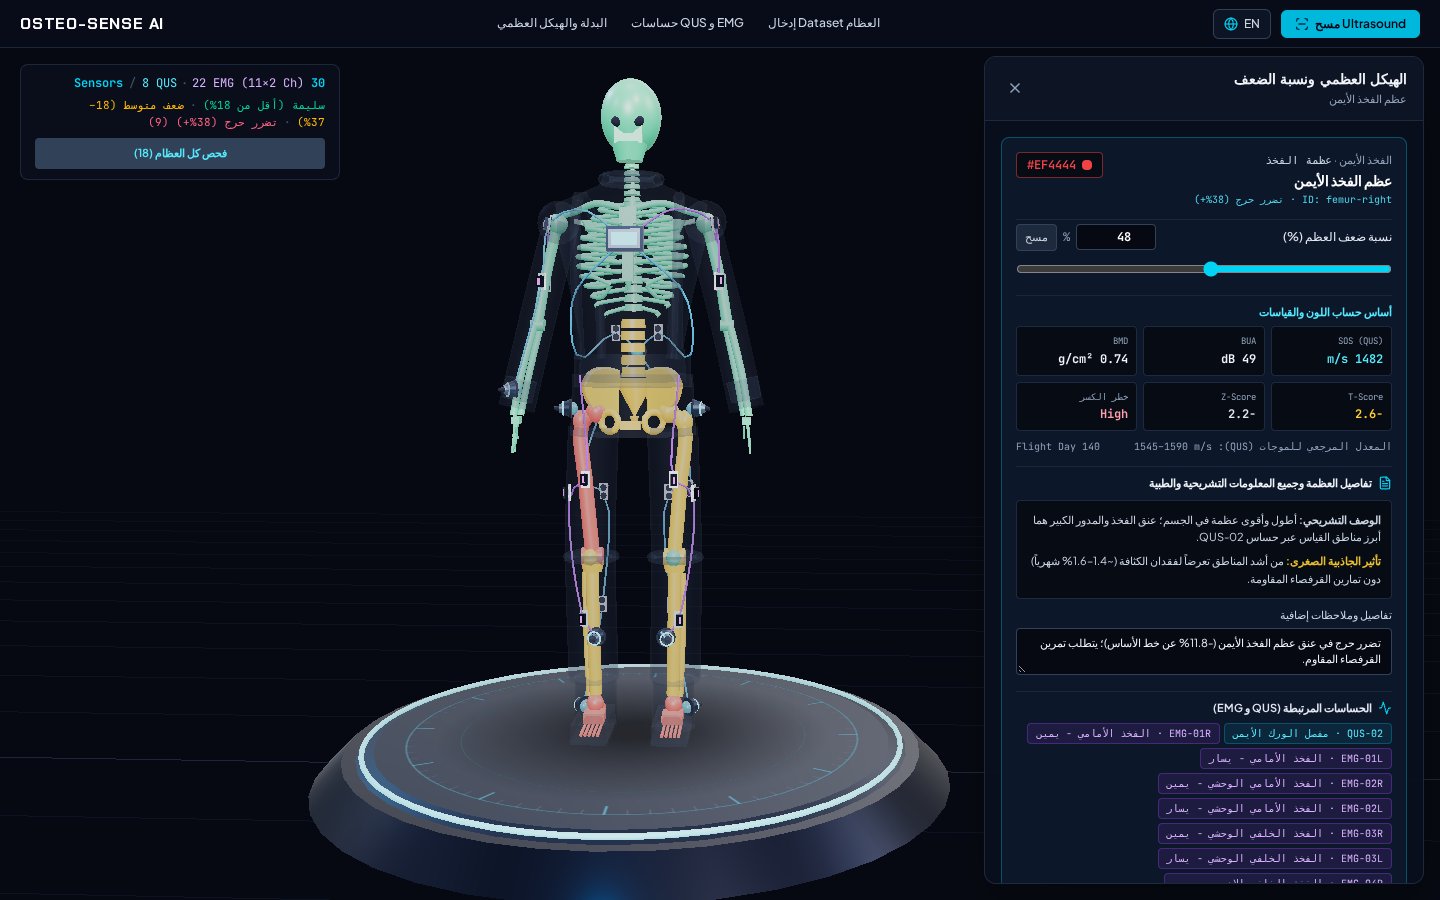 OSTEO-SENSE AI
البدلة والهيكل العظمي
حساسات QUS و EMG
إدخال Dataset العظام
EN
مسح Ultrasound
30 Sensors / 8 QUS · 22 EMG (11×2 Ch)
سليمة (أقل من 18%) · ضعف متوسط (18–
37%) · تضرر حرج (38%+) (9)
فحص كل العظام (18)
الهيكل العظمي ونسبة الضعف
عظم الفخذ الأيمن
الفخذ الأيمن · عظمة الفخذ
#EF4444
عظم الفخذ الأيمن
ID: femur-right · تضرر حرج (38%+)
نسبة ضعف العظم (%)
48
%
مسح
أساس حساب اللون والقياسات
SOS (QUS)
1482 m/s
BUA
49 dB
BMD
0.74 g/cm²
T-Score
-2.6
Z-Score
-2.2
خطر الكسر
High
المعدل المرجعي للموجات (QUS): 1545–1590 m/s
Flight Day 140
تفاصيل العظمة وجميع المعلومات التشريحية والطبية
الوصف التشريحي: أطول وأقوى عظمة في الجسم؛ عنق الفخذ والمدور الكبير هما
أبرز مناطق القياس عبر حساس QUS-02.
تأثير الجاذبية الصغرى: من أشد المناطق تعرضاً لفقدان الكثافة (~1.4–1.6% شهرياً)
دون تمارين القرفصاء المقاومة.
تفاصيل وملاحظات إضافية
تضرر حرج في عنق عظم الفخذ الأيمن (-11.8% عن خط الأساس)؛ يتطلب تمرين
القرفصاء المقاوم.
الحساسات المرتبطة (QUS و EMG)
QUS-02 · مفصل الورك الأيمن
EMG-01R · الفخذ الأمامي - يمين
EMG-01L · الفخذ الأمامي - يسار
EMG-02R · الفخذ الأمامي الوحشي - يمين
EMG-02L · الفخذ الأمامي الوحشي - يسار
EMG-03R · الفخذ الخلفي الوحشي - يمين
EMG-03L · الفخذ الخلفي الوحشي - يسار